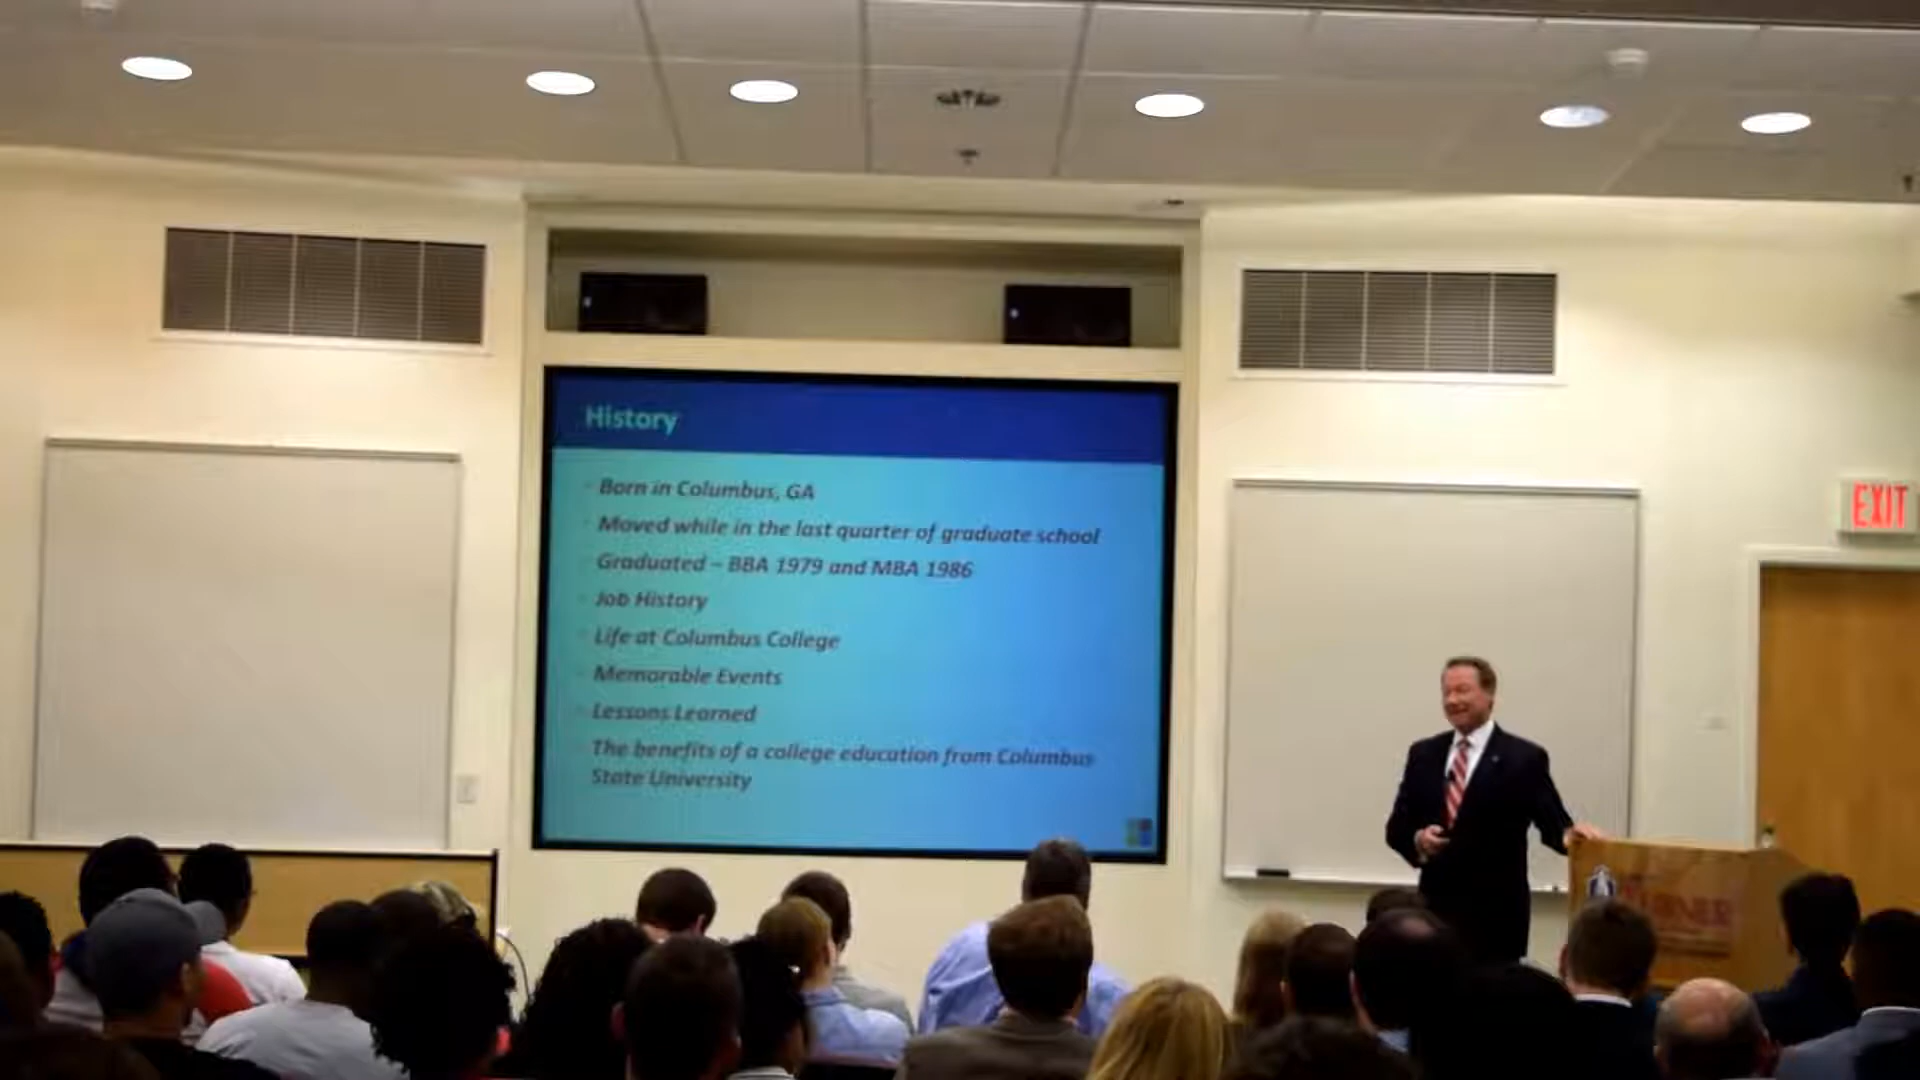 History
Born in Columbus, GA
Moved while in the last quarter of graduate school
Graduated – BBA 1979 and MBA 1986
Job History
Life at Columbus College
Memorable Events
Lessons Learned
The benefits of a college education from Columbus
State University
EXIT